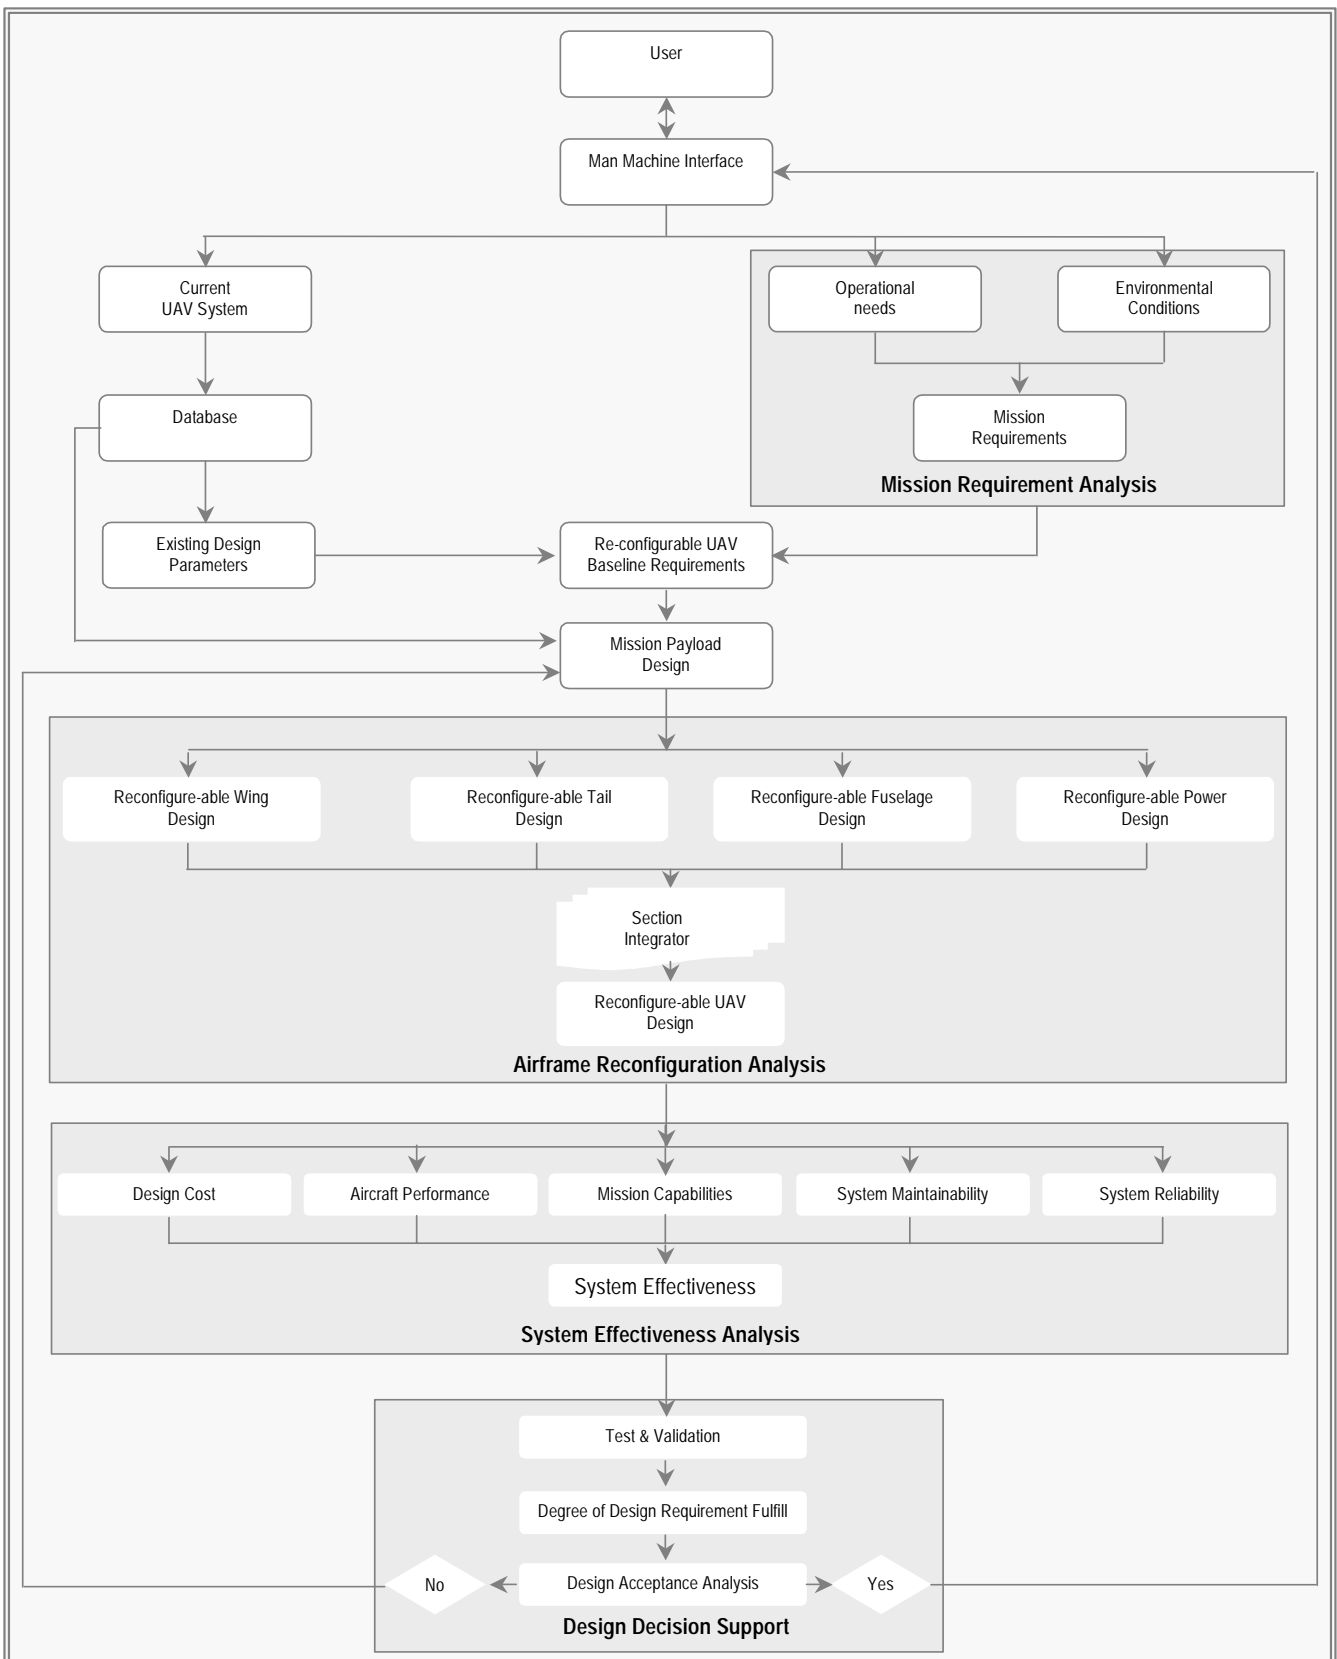 User
Man Machine Interface
Current
UAV System
Operational
needs
Environmental
Conditions
Database
Mission
Requirements
Mission Requirement Analysis
Existing Design
Parameters
Re-configurable UAV
Baseline Requirements
Mission Payload
Design
Reconfigure-able Wing
Design
Reconfigure-able Tail
Design
Reconfigure-able Fuselage
Design
Reconfigure-able Power
Design
Section
Integrator
Reconfigure-able UAV
Design
Airframe Reconfiguration Analysis
Design Cost
Aircraft Performance
Mission Capabilities
System Maintainability
System Reliability
System Effectiveness
System Effectiveness Analysis
Test & Validation
Degree of Design Requirement Fulfill
No
Design Acceptance Analysis
Yes
Design Decision Support